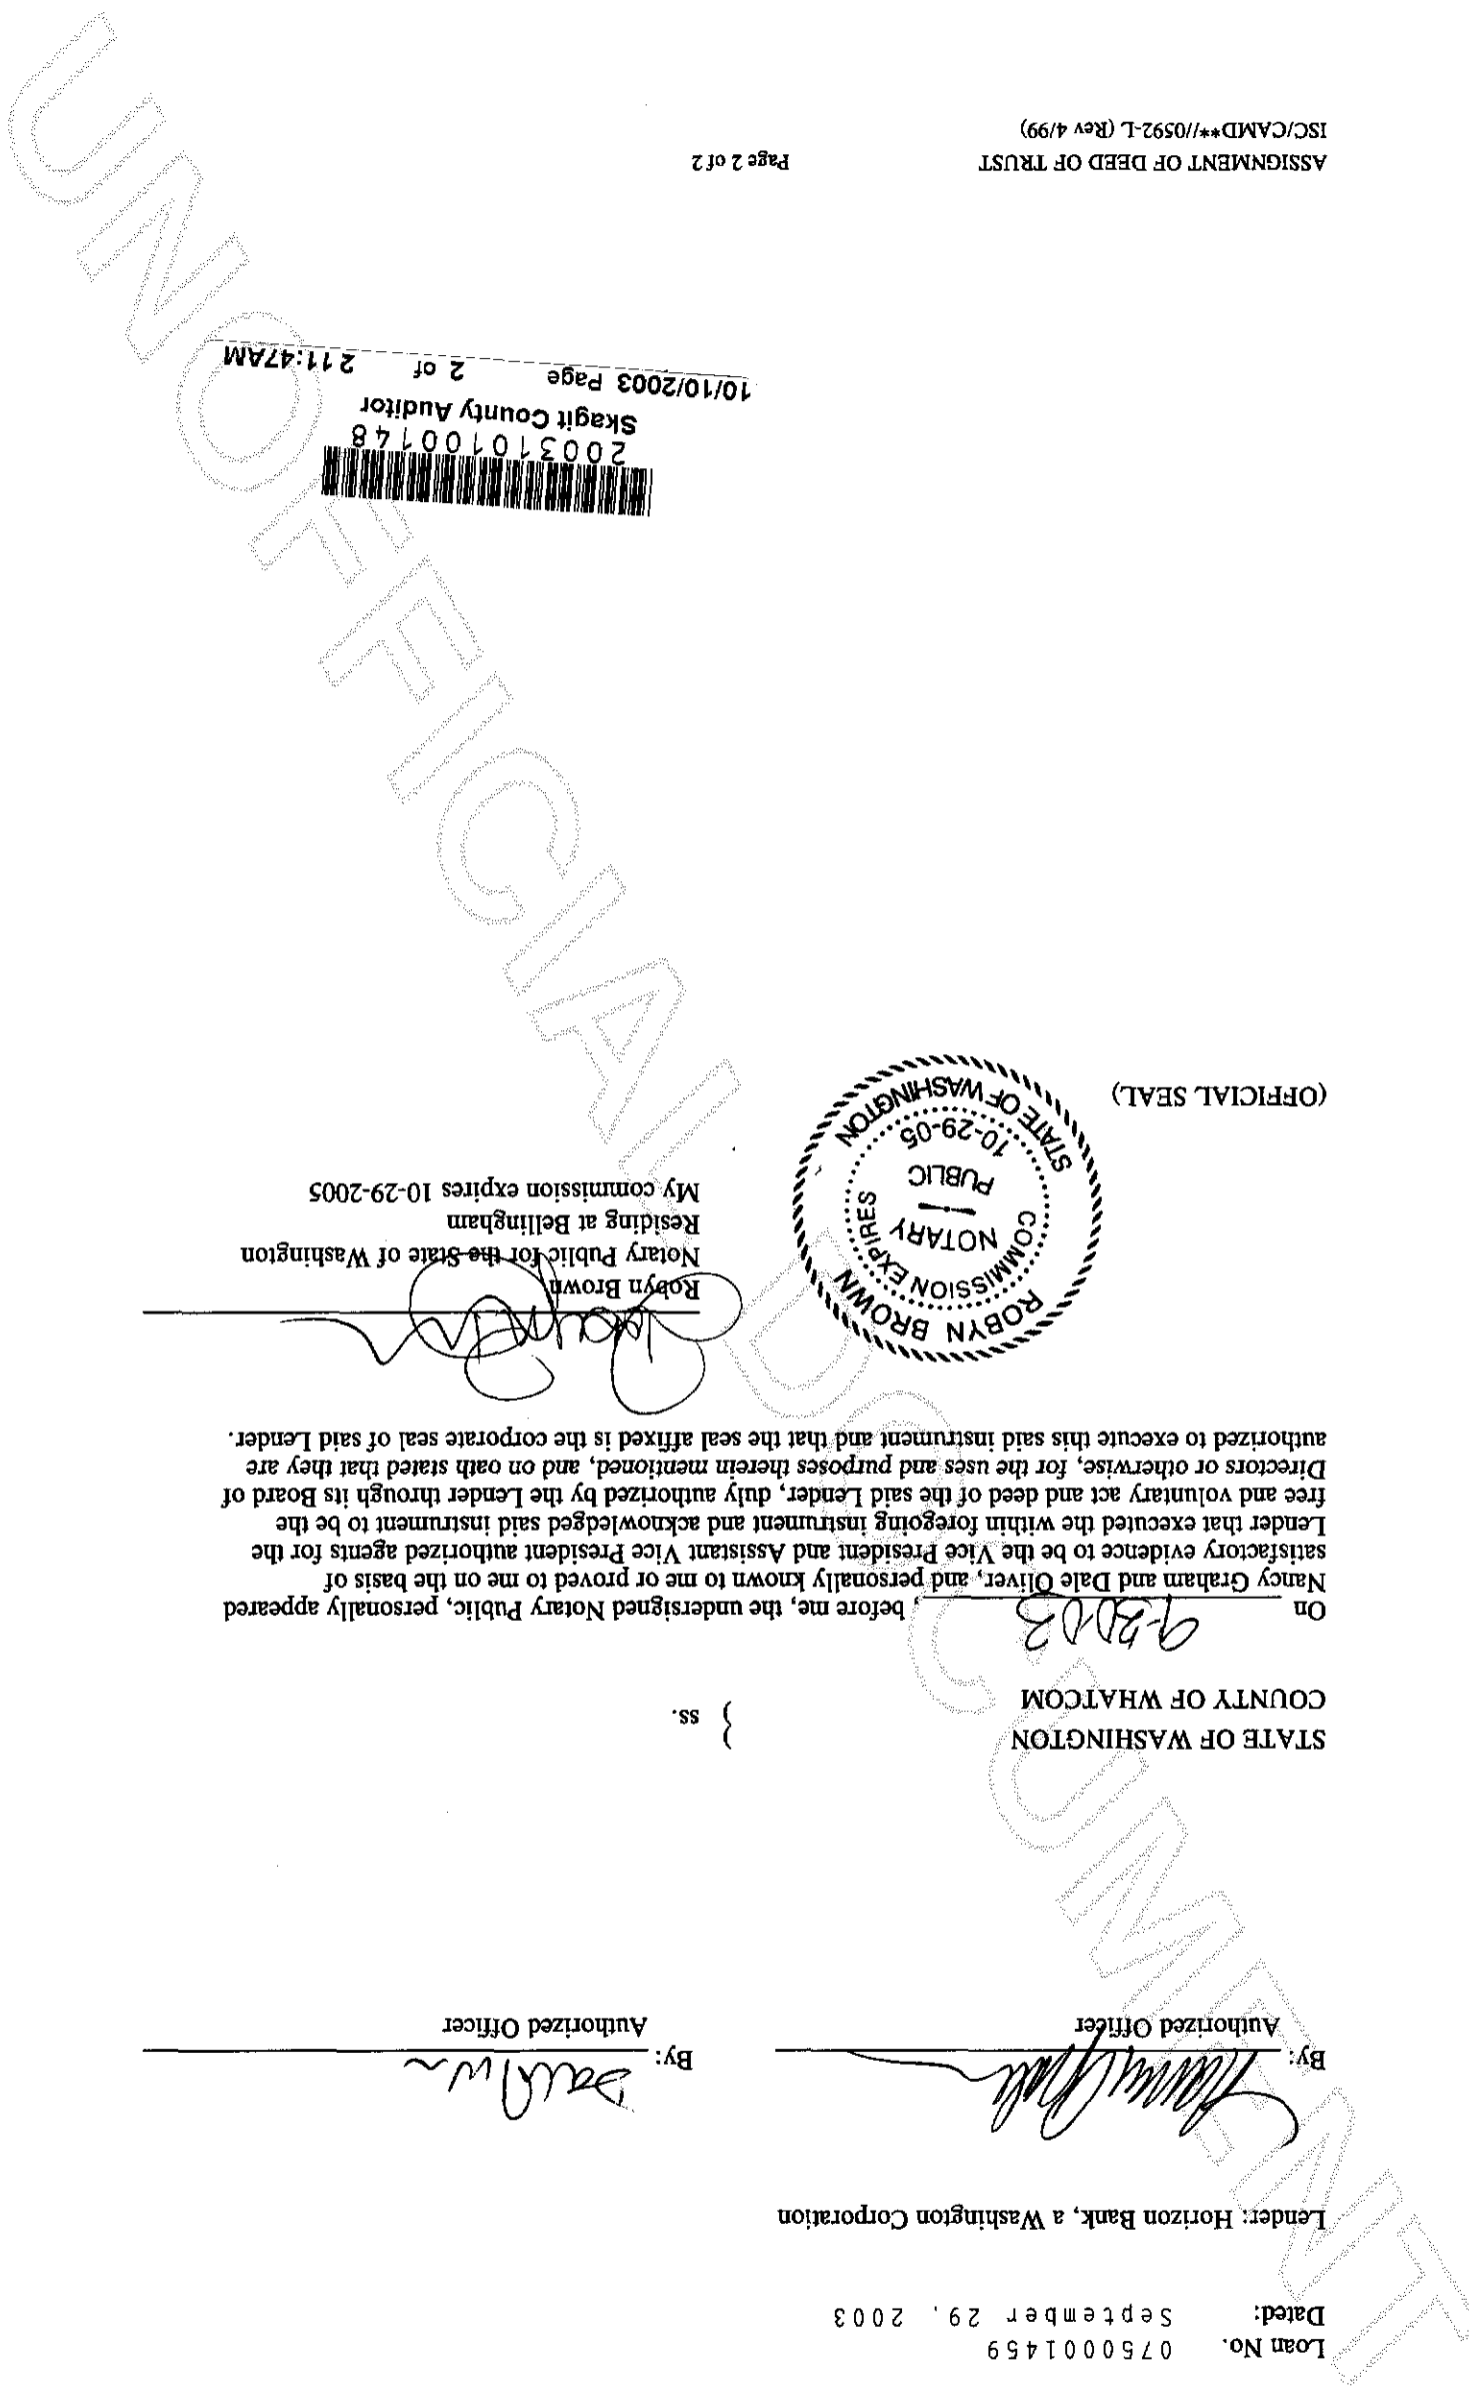 Loan No. 0750001459
Dated: September 29, 2003
Lender: Horizon Bank, a Washington Corporation
By:
Authorized Officer
By:
Authorized Officer
STATE OF WASHINGTON
COUNTY OF WHATCOM
} ss.
On 9-30-03, before me, the undersigned Notary Public, personally appeared
Nancy Graham and Dale Oliver, and personally known to me or proved to me on the basis of
satisfactory evidence to be the Vice President and Assistant Vice President authorized agents for the
Lender that executed the within foregoing instrument and acknowledged said instrument to be the
free and voluntary act and deed of the said Lender, duly authorized by the Lender through its Board of
Directors or otherwise, for the uses and purposes therein mentioned, and on oath stated that they are
authorized to execute this said instrument and that the seal affixed is the corporate seal of said Lender.
Robyn Brown
Notary Public for the State of Washington
Residing at Bellingham
My commission expires 10-29-2005
ROBYN BROWN
COMMISSION EXPIRES
NOTARY
PUBLIC
10-29-05
STATE OF WASHINGTON
(OFFICIAL SEAL)
200310100148
Skagit County Auditor
10/10/2003 Page 2 of 2 11:47AM
ASSIGNMENT OF DEED OF TRUST
Page 2 of 2
ISC/CAMD**//0592-L (Rev 4/99)
UNOFFICIAL DOCUMENT